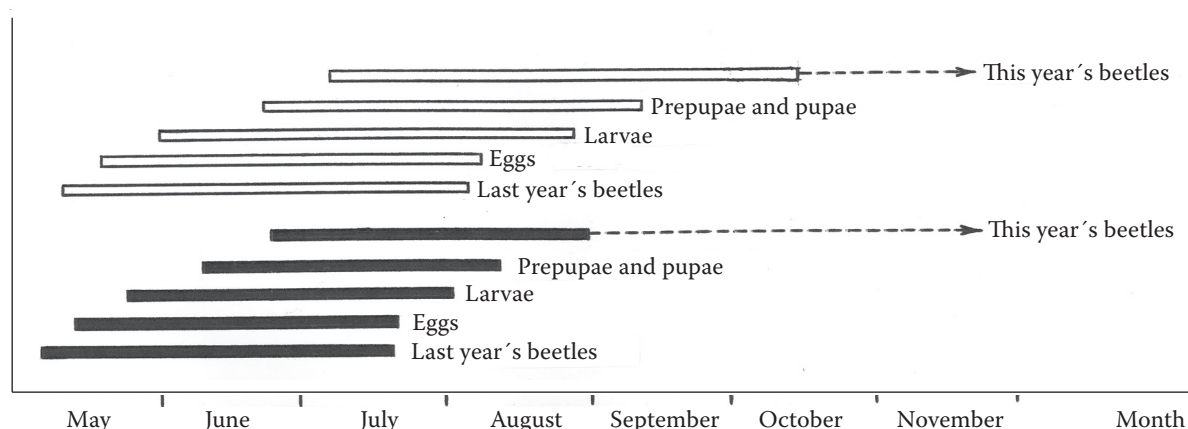 This year´s beetles
Prepupae and pupae
Larvae
Eggs
Last year´s beetles
This year´s beetles
Prepupae and pupae
Larvae
Eggs
Last year´s beetles
May June July August September October November Month